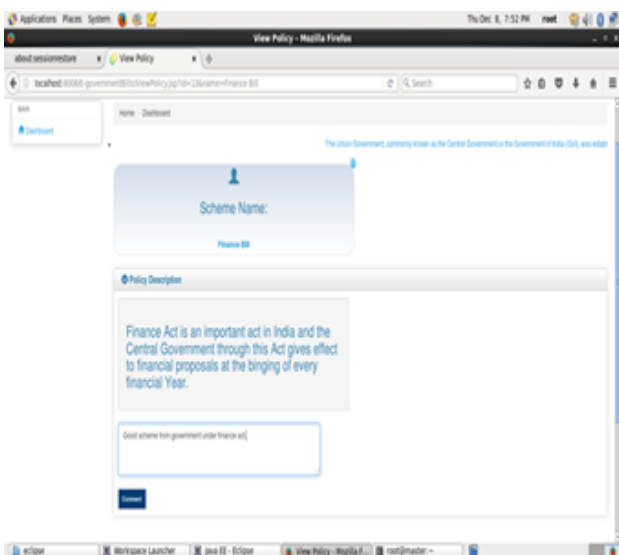 Applications Places System Thu Dec 8, 7:52 PM root
View Policy - Mozilla Firefox
about:sessionrestore View Policy
Search
MAIN
Dashboard
Home Dashboard
The Union Government, commonly known as the Central Government or the Government of India (GoI), was establ
Scheme Name:
Finance Bill
Policy Description
Finance Act is an important act in India and the
Central Government through this Act gives effect
to financial proposals at the binging of every
financial Year.
Good scheme from government under finance act
Comment
eclipse Workspace Launcher Java EE - Eclipse View Policy - Mozilla F... root@master:~